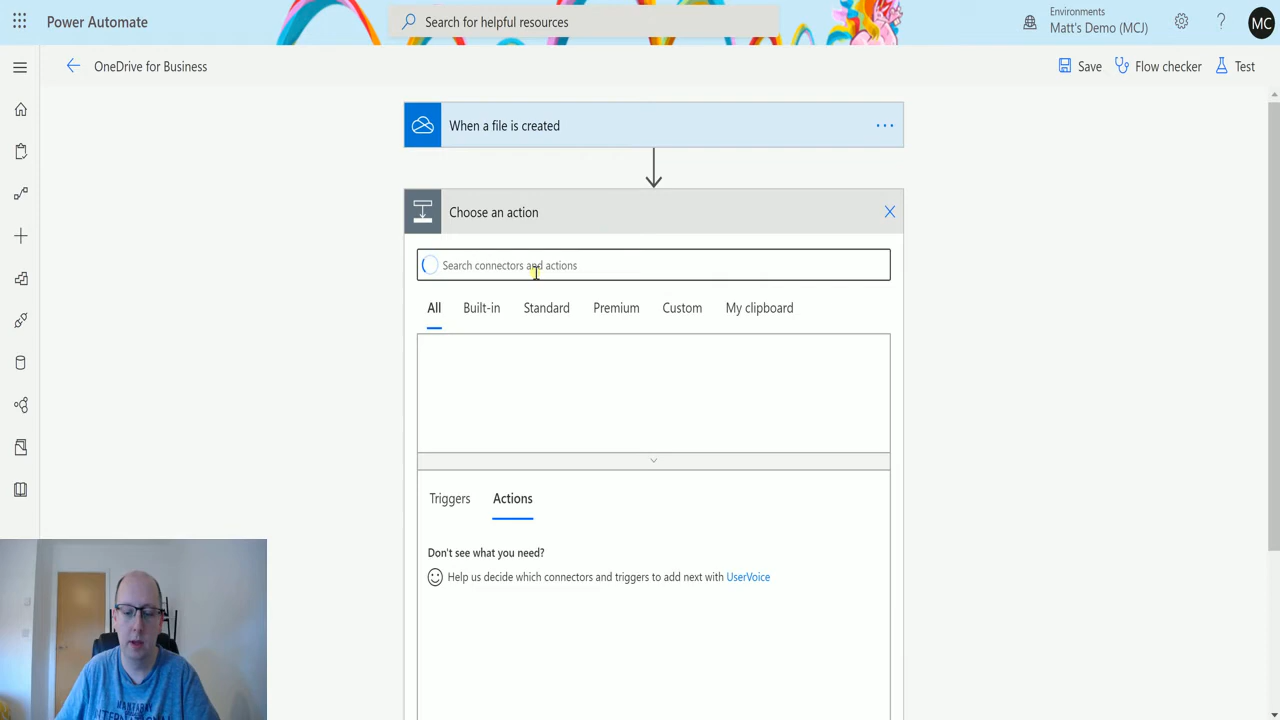 Power Automate
Search for helpful resources
Environments
Matt's Demo (MCJ)
MC
OneDrive for Business
Save
Flow checker
Test
When a file is created
Choose an action
Search connectors and actions
All
Built-in
Standard
Premium
Custom
My clipboard
Triggers
Actions
Don't see what you need?
Help us decide which connectors and triggers to add next with UserVoice